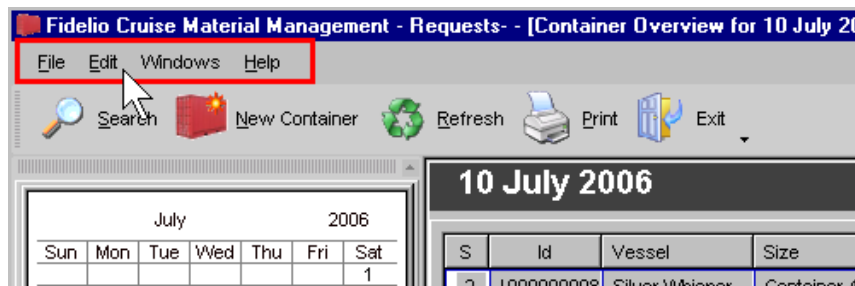 Fidelio Cruise Material Management - Requests- - [Container Overview for 10 July
File Edit Windows Help
Search New Container Refresh Print Exit
10 July 2006
July 2006
Sun Mon Tue Wed Thu Fri Sat
S Id Vessel Size
1